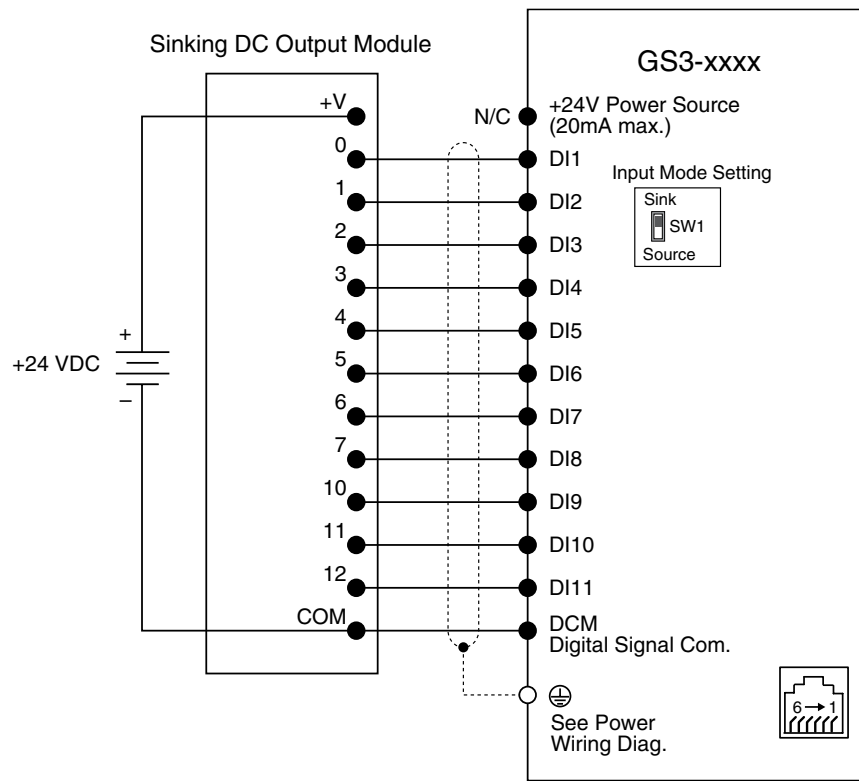 Sinking DC Output Module
GS3-xxxx
+V
N/C
+24V Power Source
(20mA max.)
0
DI1
Input Mode Setting
Sink
SW1
Source
1
DI2
2
DI3
3
DI4
4
DI5
+
+24 VDC
–
5
DI6
6
DI7
7
DI8
10
DI9
11
DI10
12
DI11
COM
DCM
Digital Signal Com.
See Power
Wiring Diag.
6→1